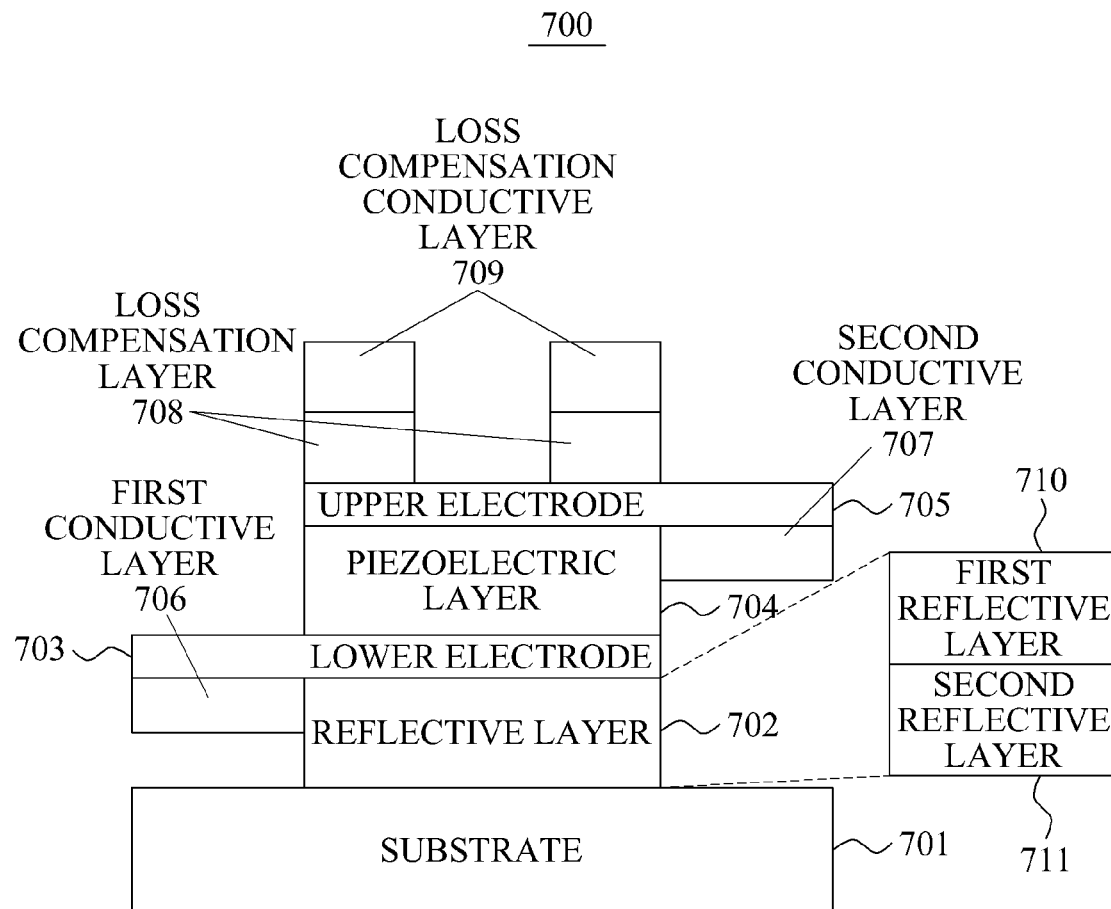 700
LOSS
COMPENSATION
CONDUCTIVE
LAYER
709
LOSS
COMPENSATION
LAYER
708
SECOND
CONDUCTIVE
LAYER
707
FIRST
CONDUCTIVE
LAYER
706
UPPER ELECTRODE
705
710
PIEZOELECTRIC
LAYER
704
FIRST
REFLECTIVE
LAYER
703
LOWER ELECTRODE
SECOND
REFLECTIVE
LAYER
REFLECTIVE LAYER
702
711
SUBSTRATE
701